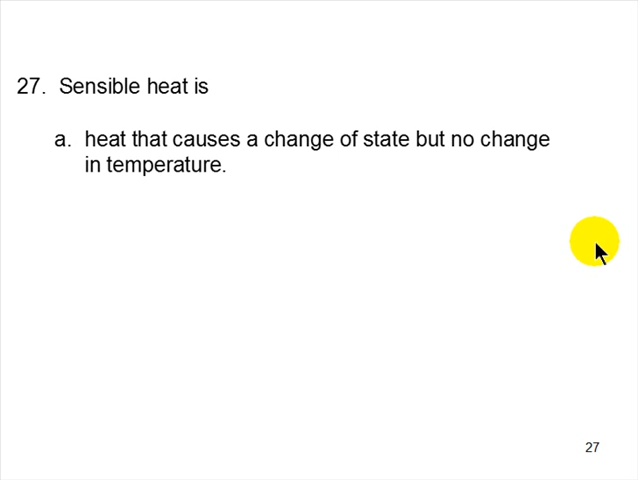 27. Sensible heat is
a. heat that causes a change of state but no change
in temperature.
27